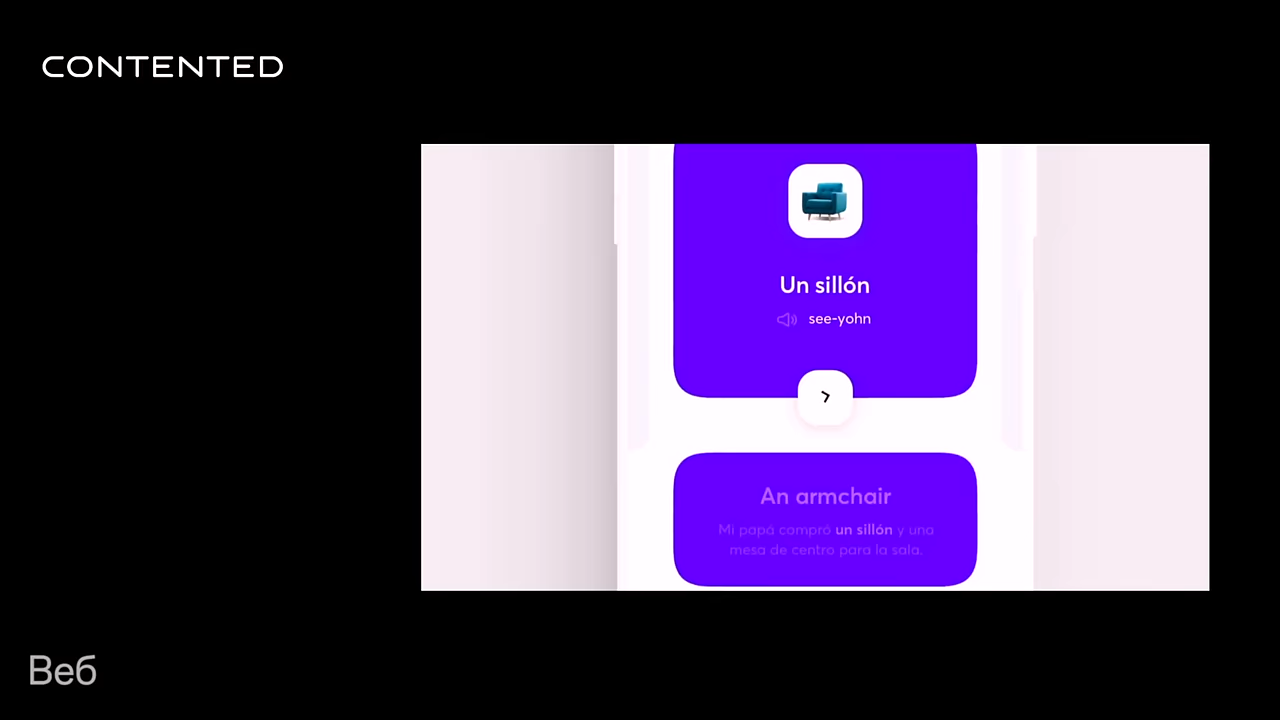 CONTENTED
Un sillón
see-yohn
An armchair
Mi papá compró un sillón y una
mesa de centro para la sala.
Веб